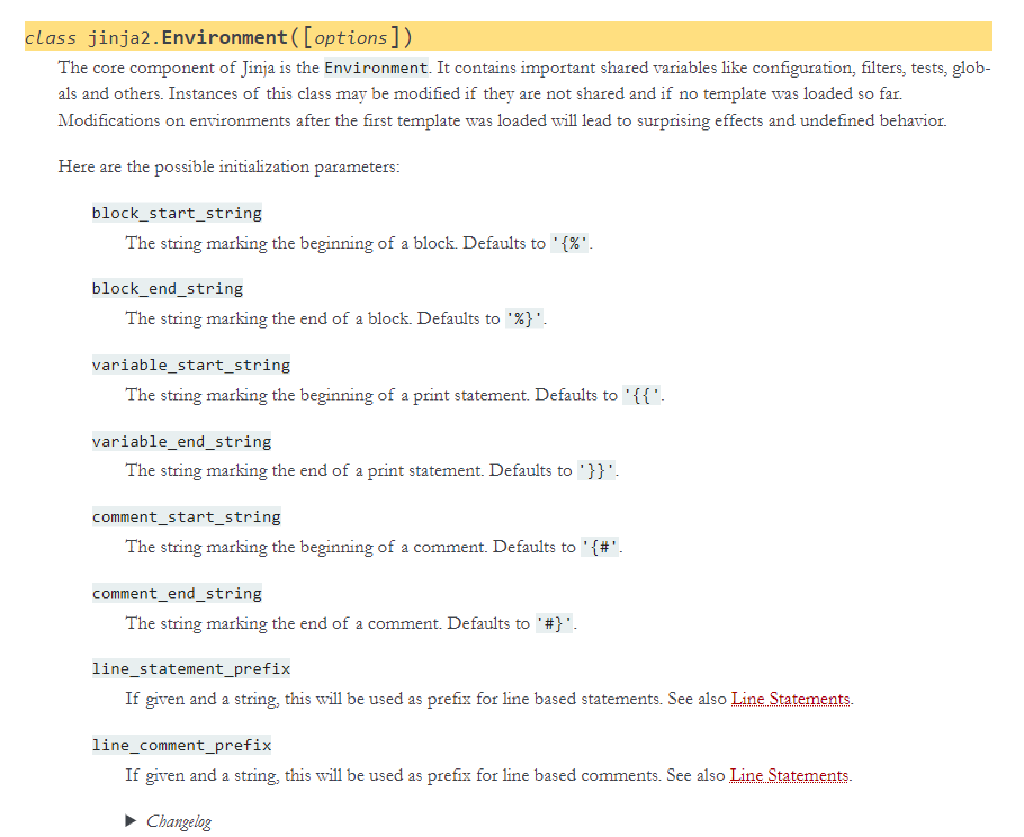 class jinja2.Environment([options])
The core component of Jinja is the Environment. It contains important shared variables like configuration, filters, tests, glob-
als and others. Instances of this class may be modified if they are not shared and if no template was loaded so far.
Modifications on environments after the first template was loaded will lead to surprising effects and undefined behavior.
Here are the possible initialization parameters:
block_start_string
The string marking the beginning of a block. Defaults to '{%'.
block_end_string
The string marking the end of a block. Defaults to '%}'.
variable_start_string
The string marking the beginning of a print statement. Defaults to '{{'.
variable_end_string
The string marking the end of a print statement. Defaults to '}}'.
comment_start_string
The string marking the beginning of a comment. Defaults to '{#'.
comment_end_string
The string marking the end of a comment. Defaults to '#}'.
line_statement_prefix
If given and a string, this will be used as prefix for line based statements. See also Line Statements.
line_comment_prefix
If given and a string, this will be used as prefix for line based comments. See also Line Statements.
▶ Changelog